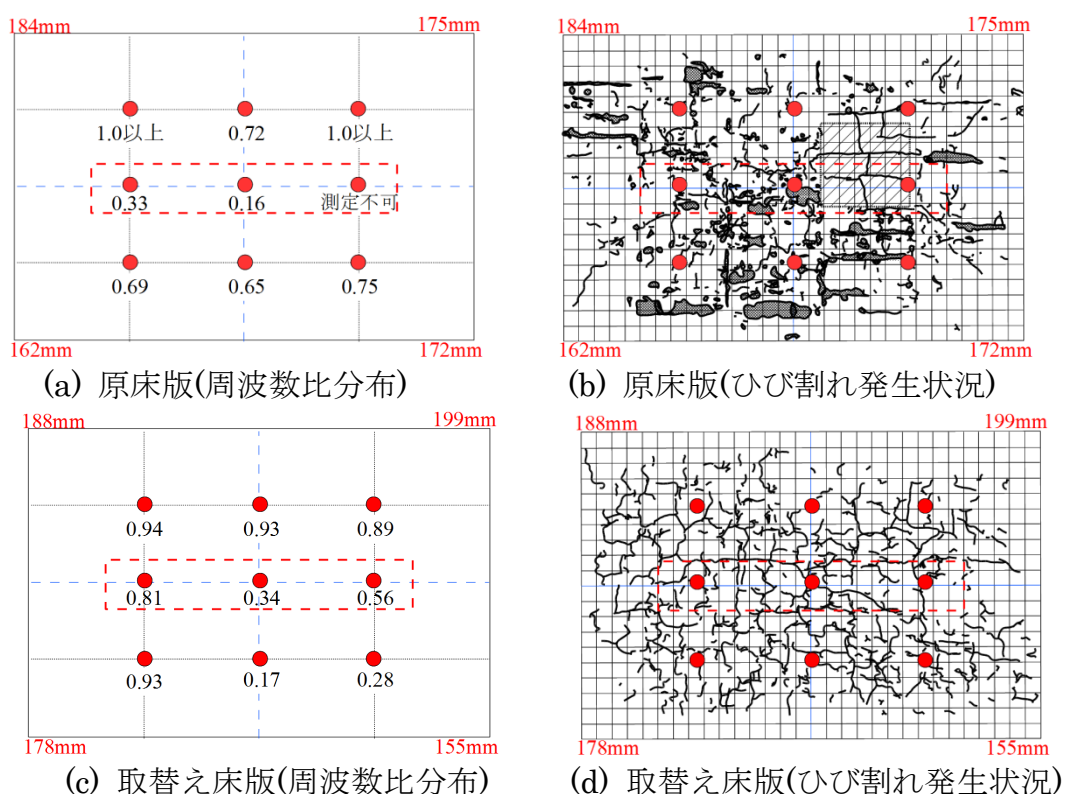 184mm
175mm
1.0以上
0.72
1.0以上
0.33
0.16
測定不可
0.69
0.65
0.75
162mm
172mm
(a) 原床版(周波数比分布)
184mm
175mm
162mm
172mm
(b) 原床版(ひび割れ発生状況)
188mm
199mm
0.94
0.93
0.89
0.81
0.34
0.56
0.93
0.17
0.28
178mm
155mm
(c) 取替え床版(周波数比分布)
188mm
199mm
178mm
155mm
(d) 取替え床版(ひび割れ発生状況)